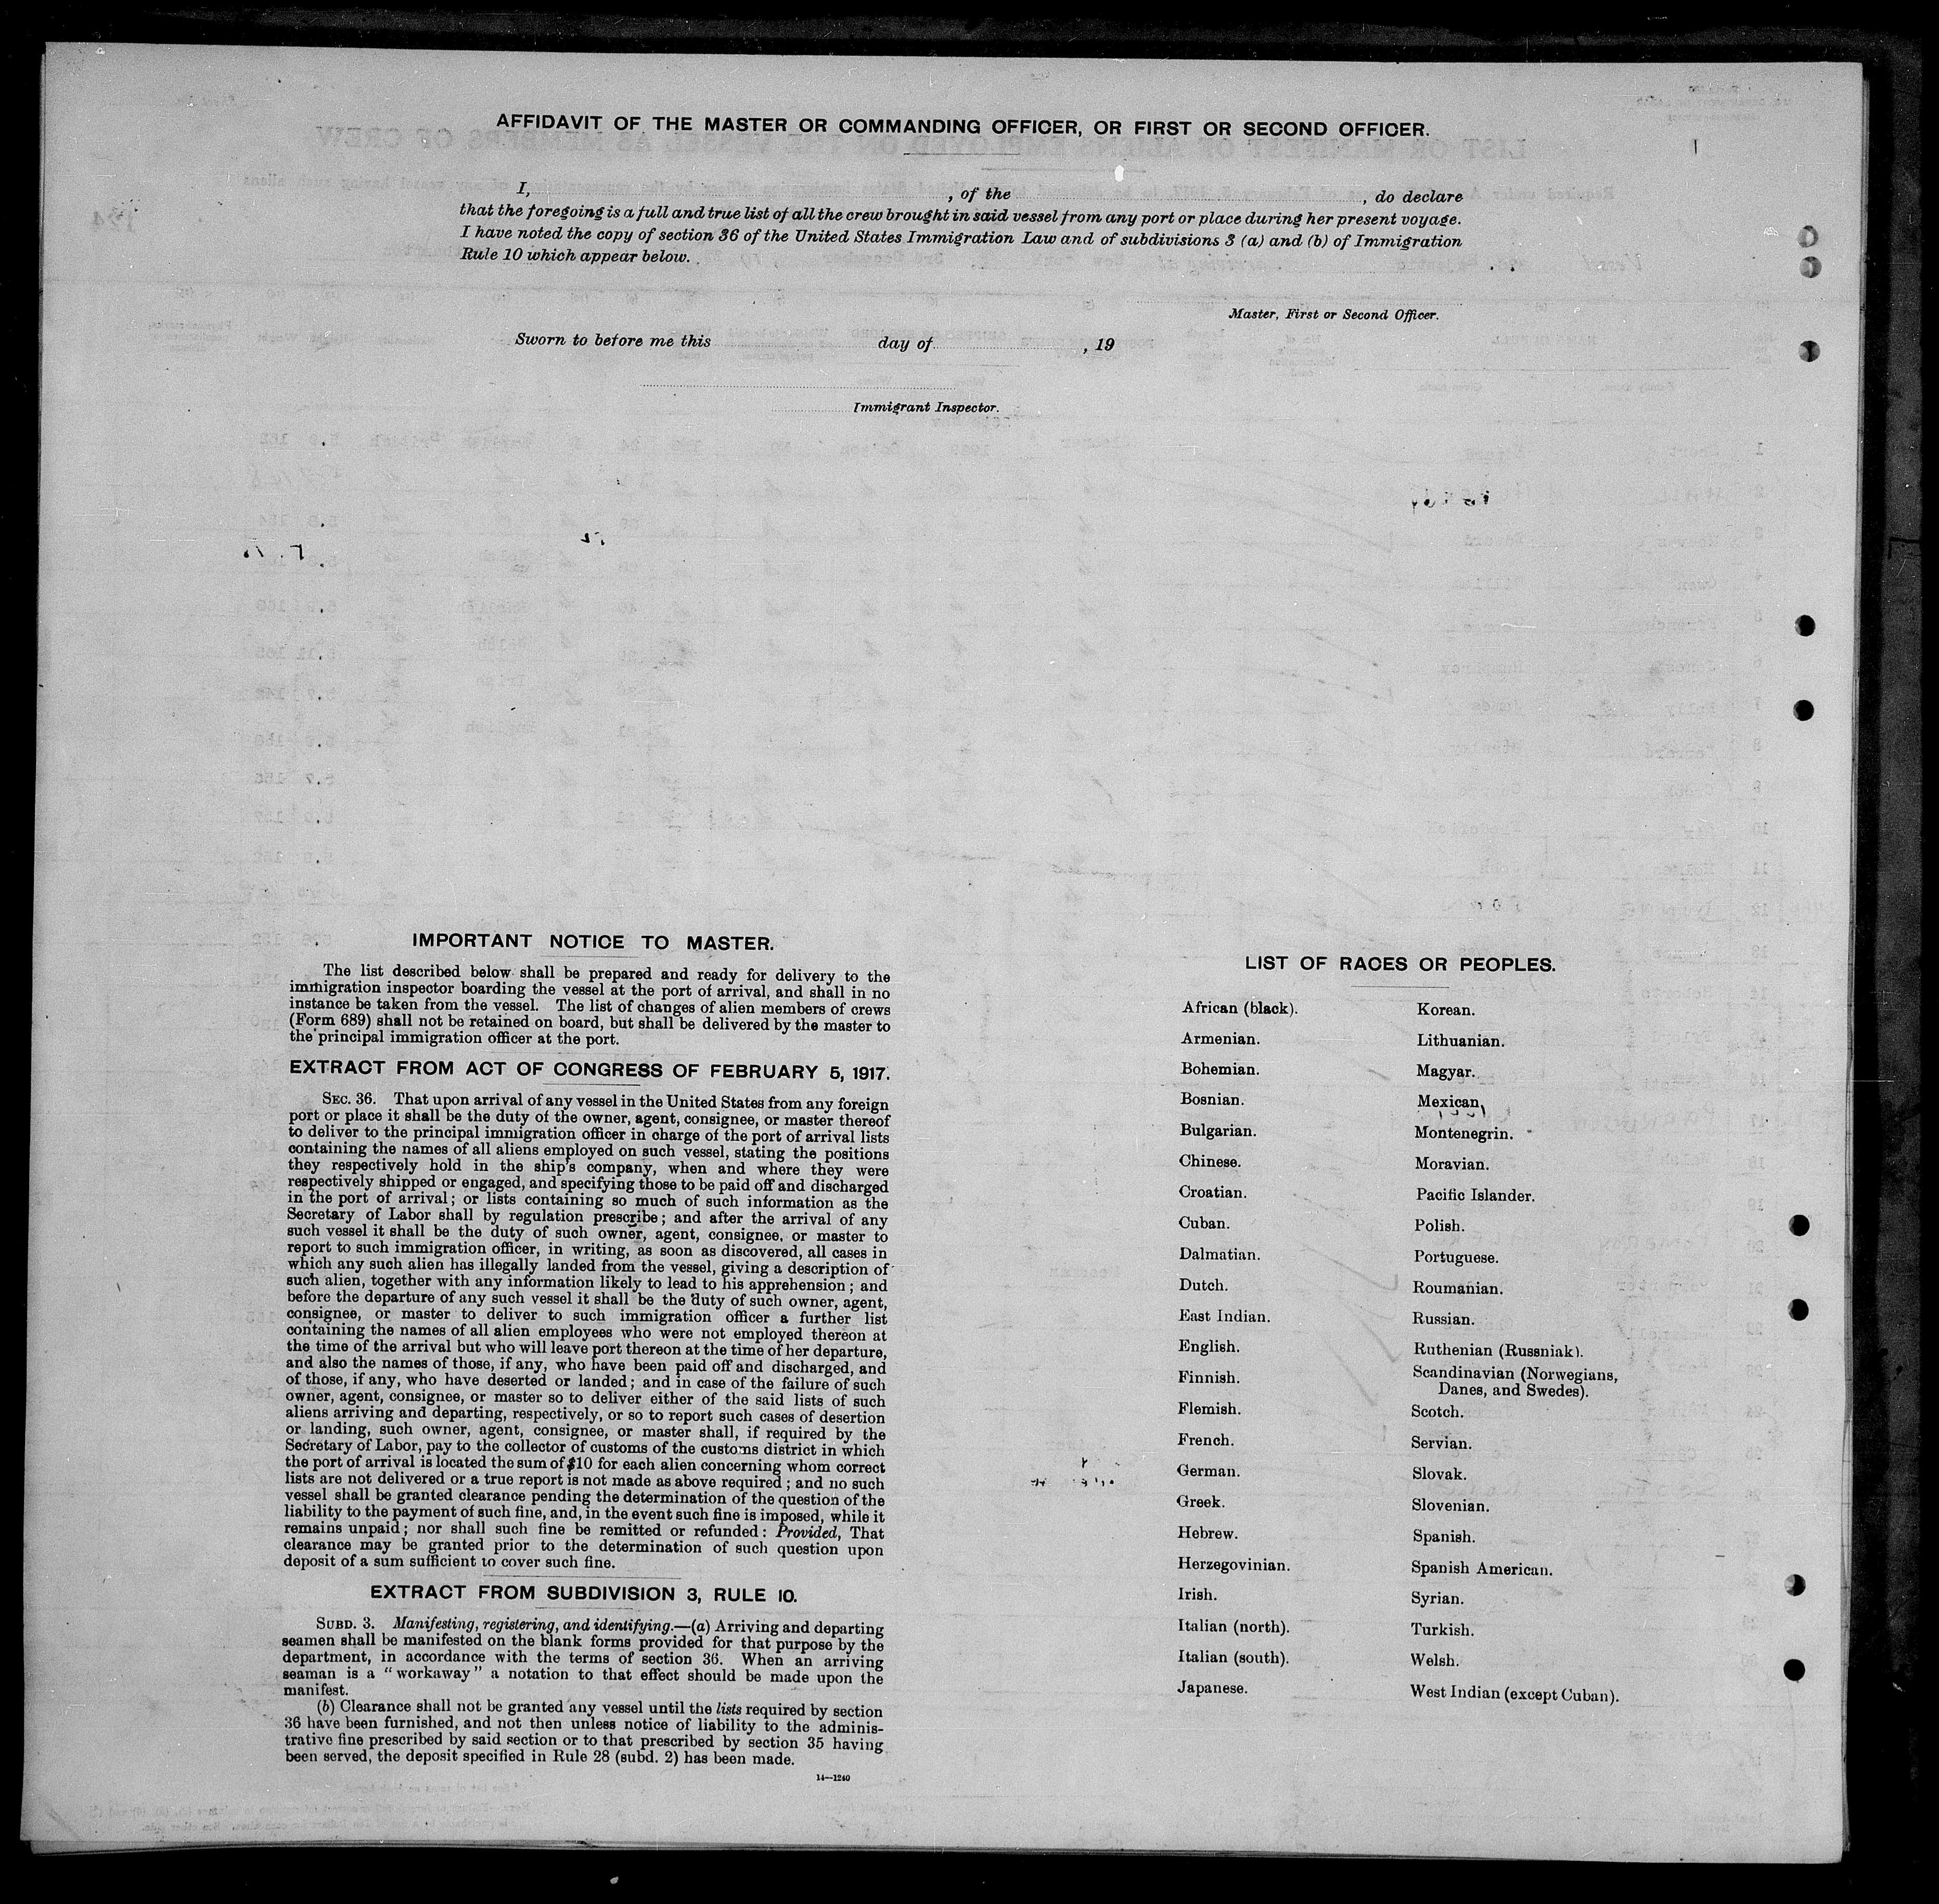 AFFIDAVIT OF THE MASTER OR COMMANDING OFFICER, OR FIRST OR SECOND OFFICER.
I, , of the , do declare
that the foregoing is a full and true list of all the crew brought in said vessel from any port or place during her present voyage.
I have noted the copy of section 36 of the United States Immigration Law and of subdivisions 3 (a) and (b) of Immigration
Rule 10 which appear below.
Master, First or Second Officer.
Sworn to before me this day of , 19
Immigrant Inspector.
IMPORTANT NOTICE TO MASTER.
The list described below shall be prepared and ready for delivery to the
immigration inspector boarding the vessel at the port of arrival, and shall in no
instance be taken from the vessel. The list of changes of alien members of crews
(Form 689) shall not be retained on board, but shall be delivered by the master to
the principal immigration officer at the port.
EXTRACT FROM ACT OF CONGRESS OF FEBRUARY 5, 1917.
SEC. 36. That upon arrival of any vessel in the United States from any foreign
port or place it shall be the duty of the owner, agent, consignee, or master thereof
to deliver to the principal immigration officer in charge of the port of arrival lists
containing the names of all aliens employed on such vessel, stating the positions
they respectively hold in the ship's company, when and where they were
respectively shipped or engaged, and specifying those to be paid off and discharged
in the port of arrival; or lists containing so much of such information as the
Secretary of Labor shall by regulation prescribe; and after the arrival of any
such vessel it shall be the duty of such owner, agent, consignee, or master to
report to such immigration officer, in writing, as soon as discovered, all cases in
which any such alien has illegally landed from the vessel, giving a description of
such alien, together with any information likely to lead to his apprehension; and
before the departure of any such vessel it shall be the duty of such owner, agent,
consignee, or master to deliver to such immigration officer a further list
containing the names of all alien employees who were not employed thereon at
the time of the arrival but who will leave port thereon at the time of her departure,
and also the names of those, if any, who have been paid off and discharged, and
of those, if any, who have deserted or landed; and in case of the failure of such
owner, agent, consignee, or master so to deliver either of the said lists of such
aliens arriving and departing, respectively, or so to report such cases of desertion
or landing, such owner, agent, consignee, or master shall, if required by the
Secretary of Labor, pay to the collector of customs of the customs district in which
the port of arrival is located the sum of $10 for each alien concerning whom correct
lists are not delivered or a true report is not made as above required; and no such
vessel shall be granted clearance pending the determination of the question of the
liability to the payment of such fine, and, in the event such fine is imposed, while it
remains unpaid; nor shall such fine be remitted or refunded: Provided, That
clearance may be granted prior to the determination of such question upon
deposit of a sum sufficient to cover such fine.
EXTRACT FROM SUBDIVISION 3, RULE 10.
SUBD. 3. Manifesting, registering, and identifying.—(a) Arriving and departing
seamen shall be manifested on the blank forms provided for that purpose by the
department, in accordance with the terms of section 36. When an arriving
seaman is a "workaway" a notation to that effect should be made upon the
manifest.
(b) Clearance shall not be granted any vessel until the lists required by section
36 have been furnished, and not then unless notice of liability to the adminis-
trative fine prescribed by said section or to that prescribed by section 35 having
been served, the deposit specified in Rule 28 (subd. 2) has been made.
14—1240
LIST OF RACES OR PEOPLES.
African (black).
Armenian.
Bohemian.
Bosnian.
Bulgarian.
Chinese.
Croatian.
Cuban.
Dalmatian.
Dutch.
East Indian.
English.
Finnish.
Flemish.
French.
German.
Greek.
Hebrew.
Herzegovinian.
Irish.
Italian (north).
Italian (south).
Japanese.
Korean.
Lithuanian.
Magyar.
Mexican.
Montenegrin.
Moravian.
Pacific Islander.
Polish.
Portuguese.
Roumanian.
Russian.
Ruthenian (Russniak).
Scandinavian (Norwegians,
Danes, and Swedes).
Scotch.
Servian.
Slovak.
Slovenian.
Spanish.
Spanish American.
Syrian.
Turkish.
Welsh.
West Indian (except Cuban).